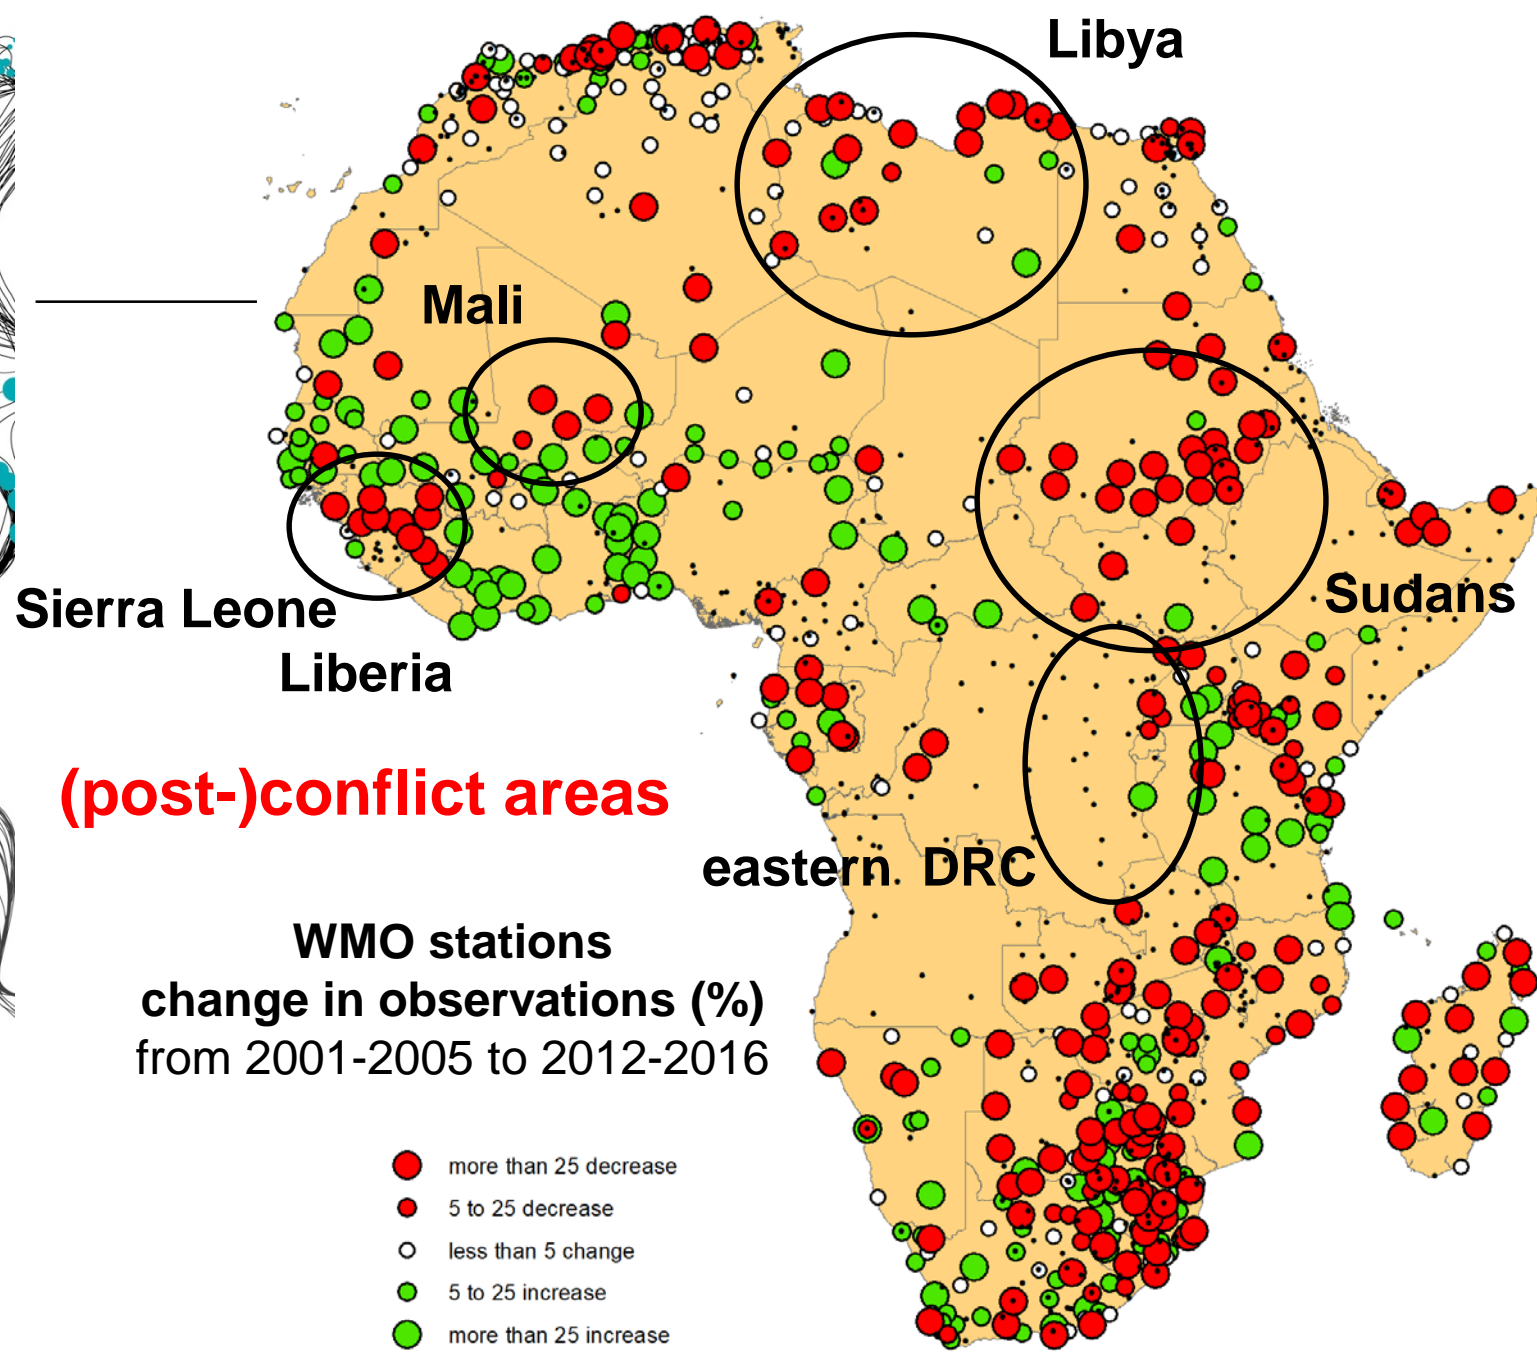 Libya
Mali
Sudans
Sierra Leone
Liberia
(post-)conflict areas
eastern DRC
WMO stations
change in observations (%)
from 2001-2005 to 2012-2016
more than 25 decrease
5 to 25 decrease
less than 5 change
5 to 25 increase
more than 25 increase